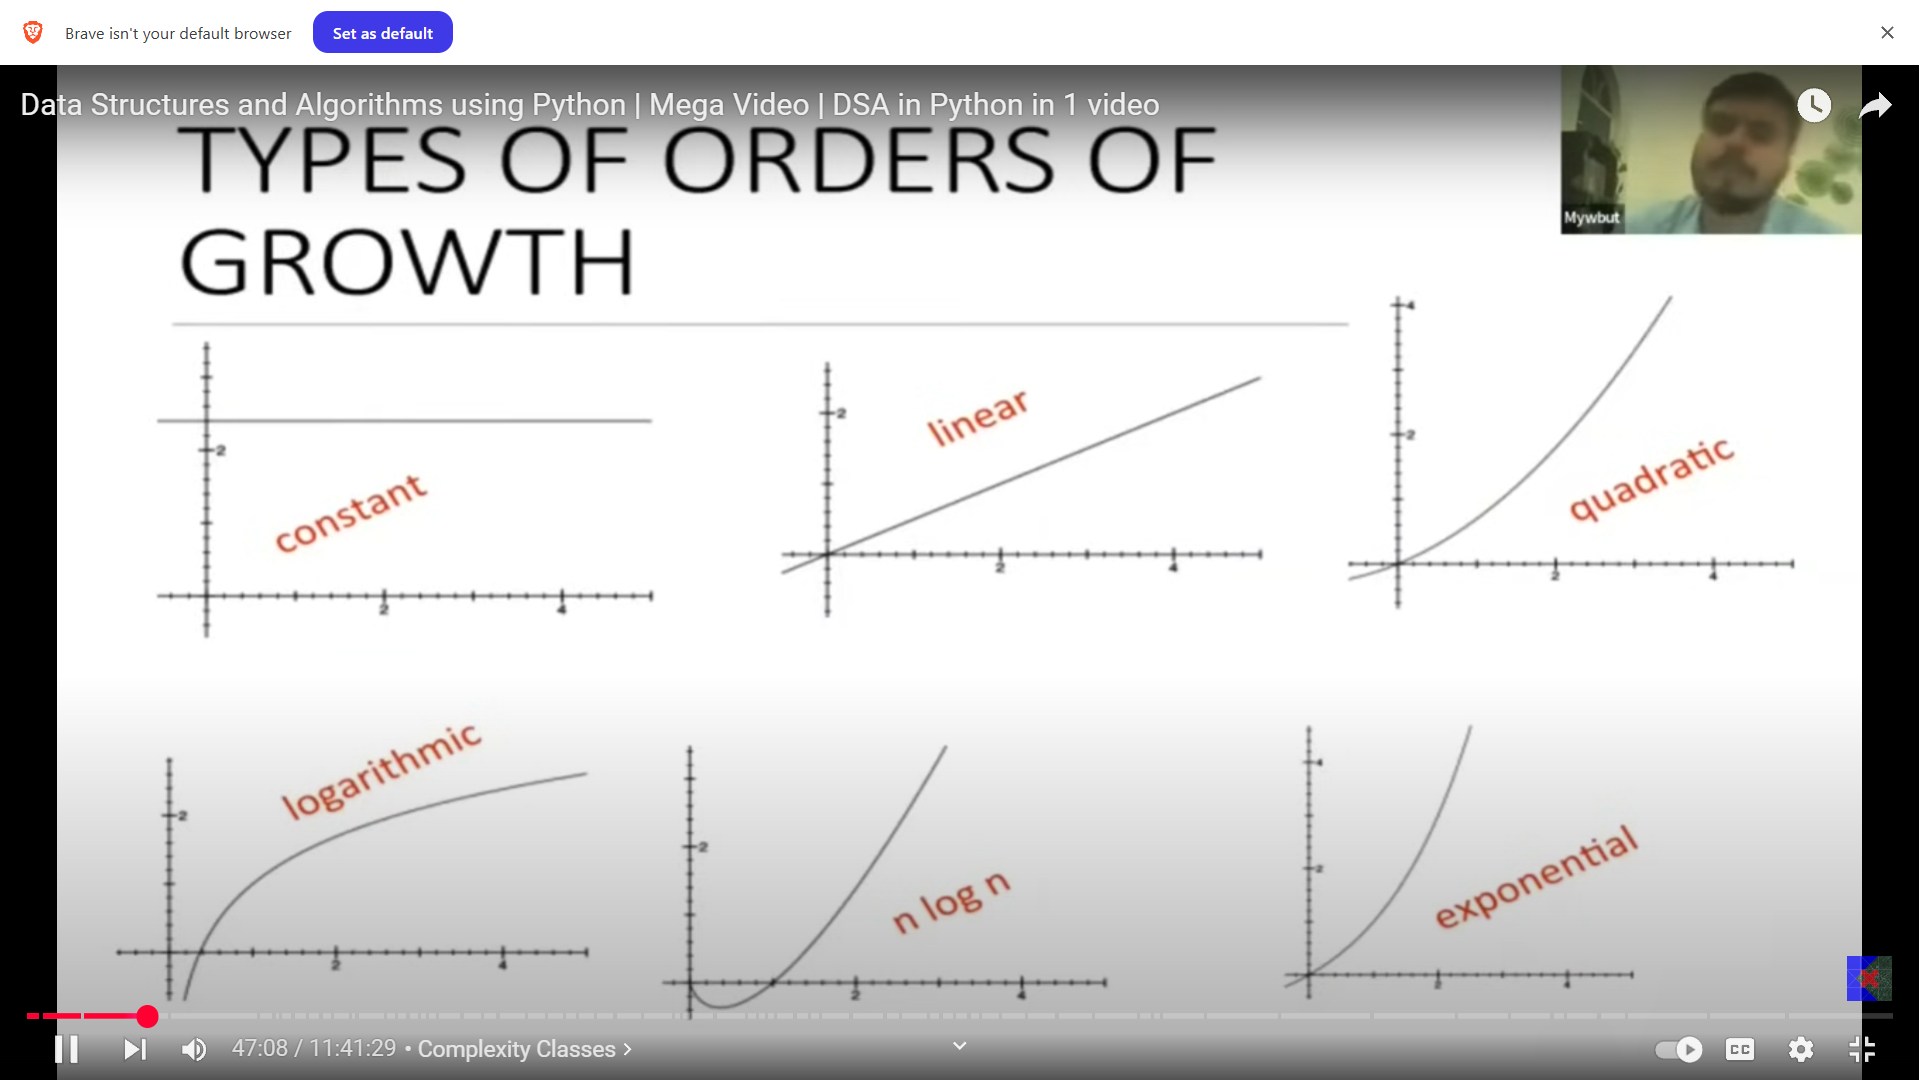 Brave isn't your default browser
Set as default
Data Structures and Algorithms using Python | Mega Video | DSA in Python in 1 video
TYPES OF ORDERS OF
GROWTH
Mywbut
2
constant
2 4
2
linear
2 4
4
2
quadratic
2 4
logarithmic
2
2 4
2
n log n
2 4
4
2
exponential
2 4
47:08 / 11:41:29 • Complexity Classes >
CC